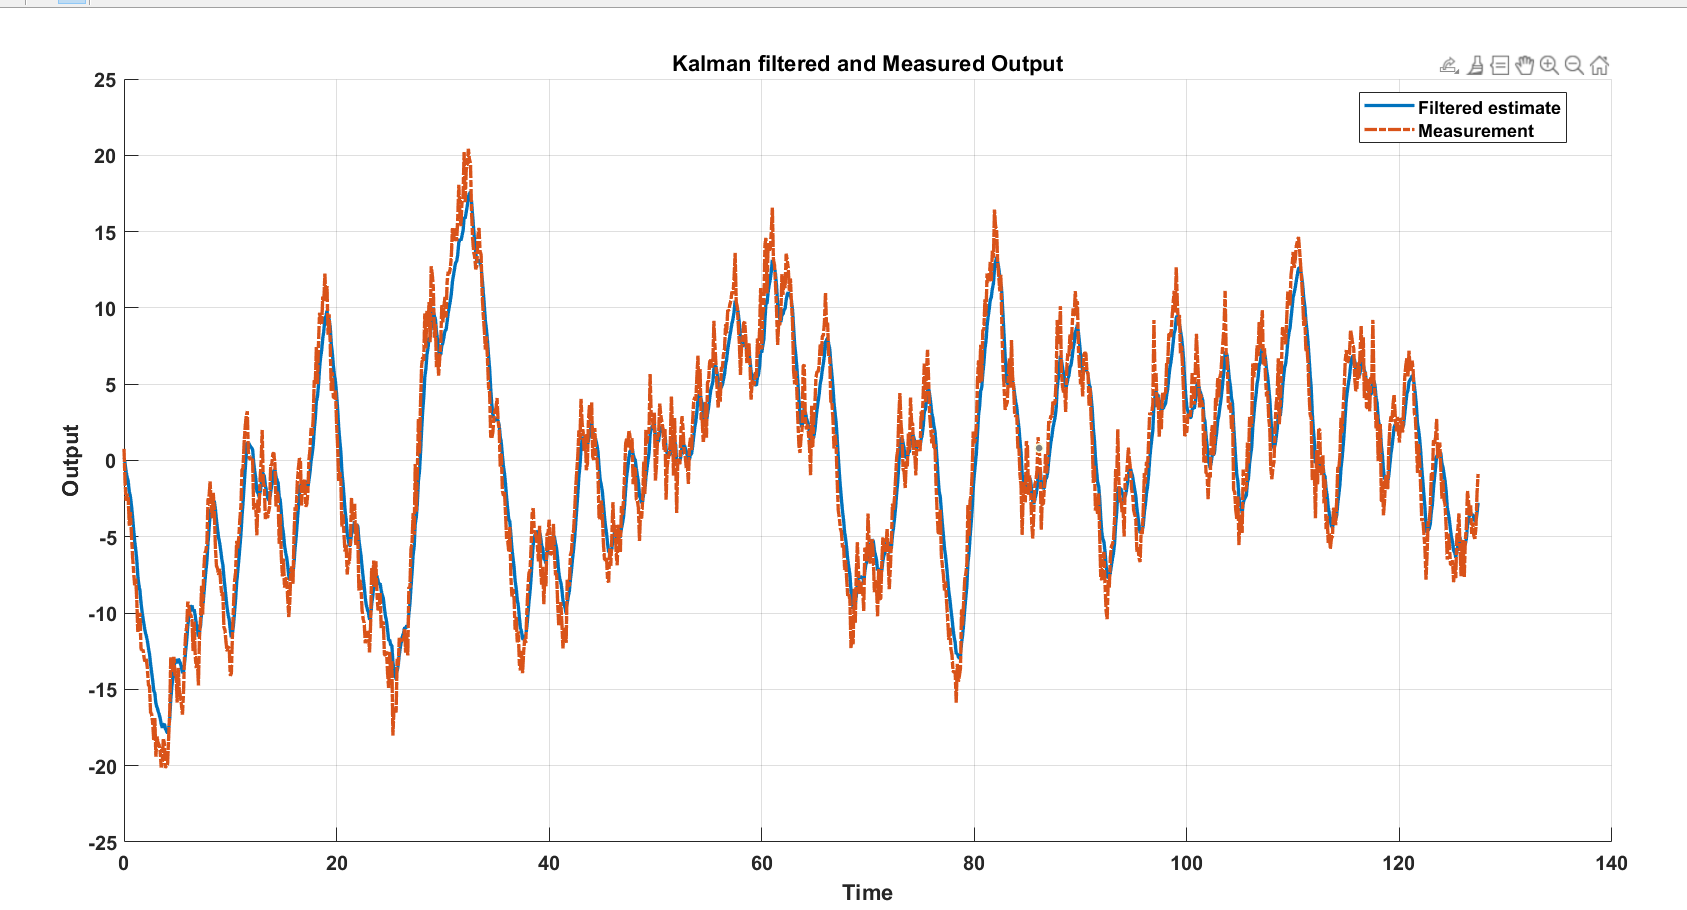 Kalman filtered and Measured Output
25
Filtered estimate
Measurement
20
15
10
5
0
-5
-10
-15
-20
-25
Output
0 20 40 60 80 100 120 140
Time